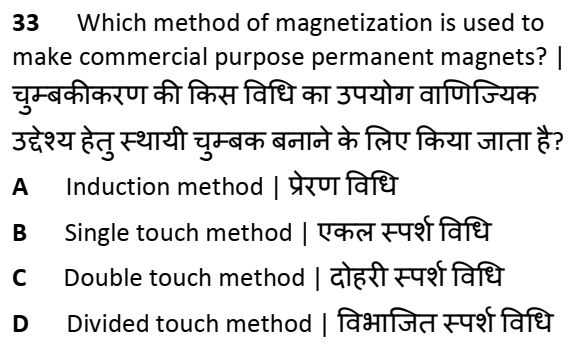 33 Which method of magnetization is used to
make commercial purpose permanent magnets? |
चुम्बकीकरण की किस विधि का उपयोग वाणिज्यिक
उद्देश्य हेतु स्थायी चुम्बक बनाने के लिए किया जाता है?
A Induction method | प्रेरण विधि
B Single touch method | एकल स्पर्श विधि
C Double touch method | दोहरी स्पर्श विधि
D Divided touch method | विभाजित स्पर्श विधि